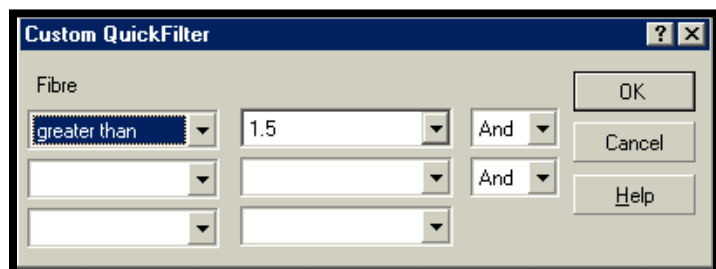 Custom QuickFilter ? X
Fibre
OK
greater than 1.5 And
Cancel
And
Help